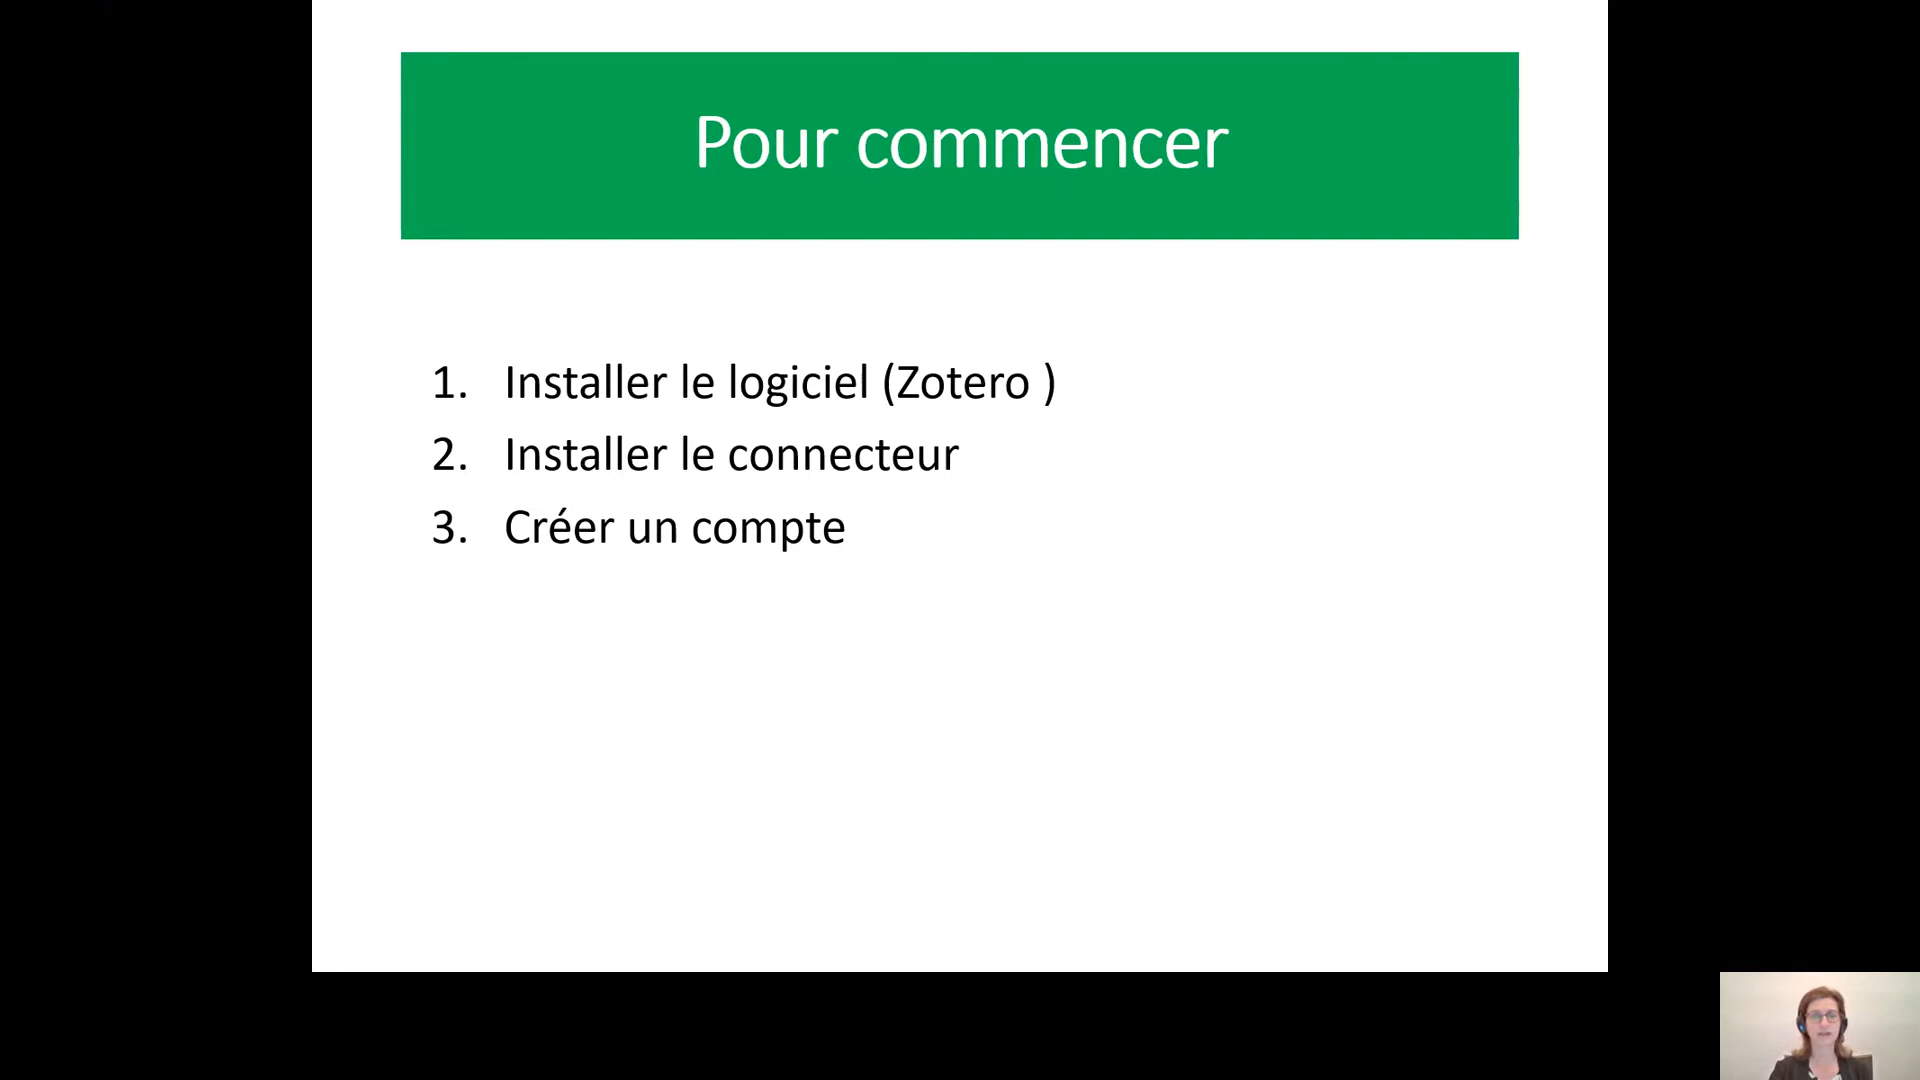 Pour commencer
1. Installer le logiciel (Zotero )
2. Installer le connecteur
3. Créer un compte